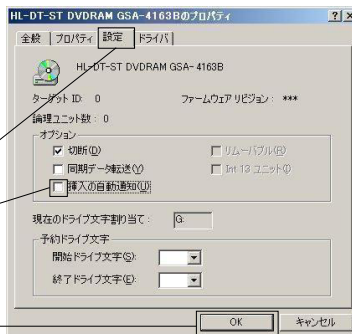 HL-DT-ST DVDRAM GSA-4163Bのプロパティ
全般 プロパティ 設定 ドライバ
HL-DT-ST DVDRAM GSA- 4163B
ターゲット ID: 0 ファームウェア リビジョン: ***
論理ユニット数: 0
オプション
切断(D) リムーバブル(R)
同期データ転送(Y) Int 13 ユニット(I)
挿入の自動通知(U)
現在のドライブ文字割り当て: G:
予約ドライブ文字
開始ドライブ文字(S):
終了ドライブ文字(E):
OK キャンセル